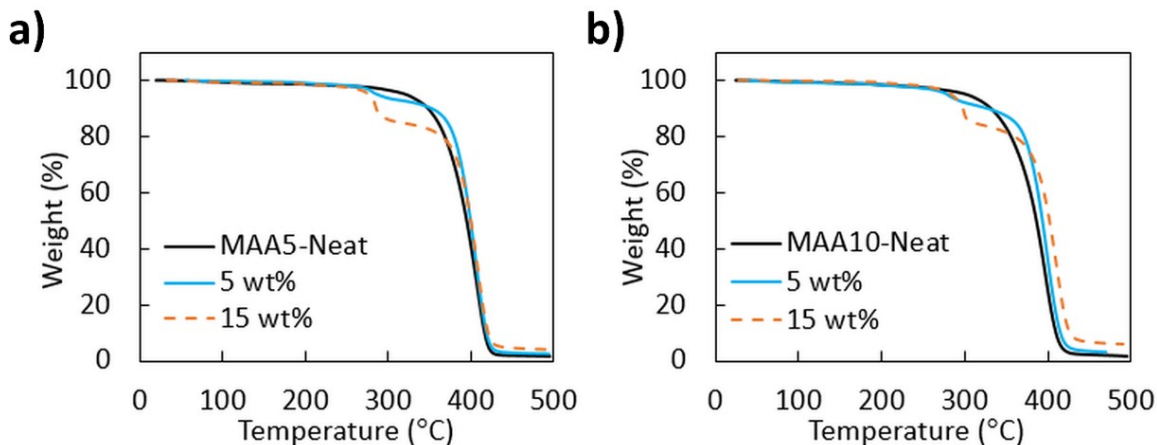 a)
Weight (%)
100
80
60
40
20
0
MAA5-Neat
5 wt%
15 wt%
0 100 200 300 400 500
Temperature (°C)
b)
Weight (%)
100
80
60
40
20
0
MAA10-Neat
5 wt%
15 wt%
0 100 200 300 400 500
Temperature (°C)